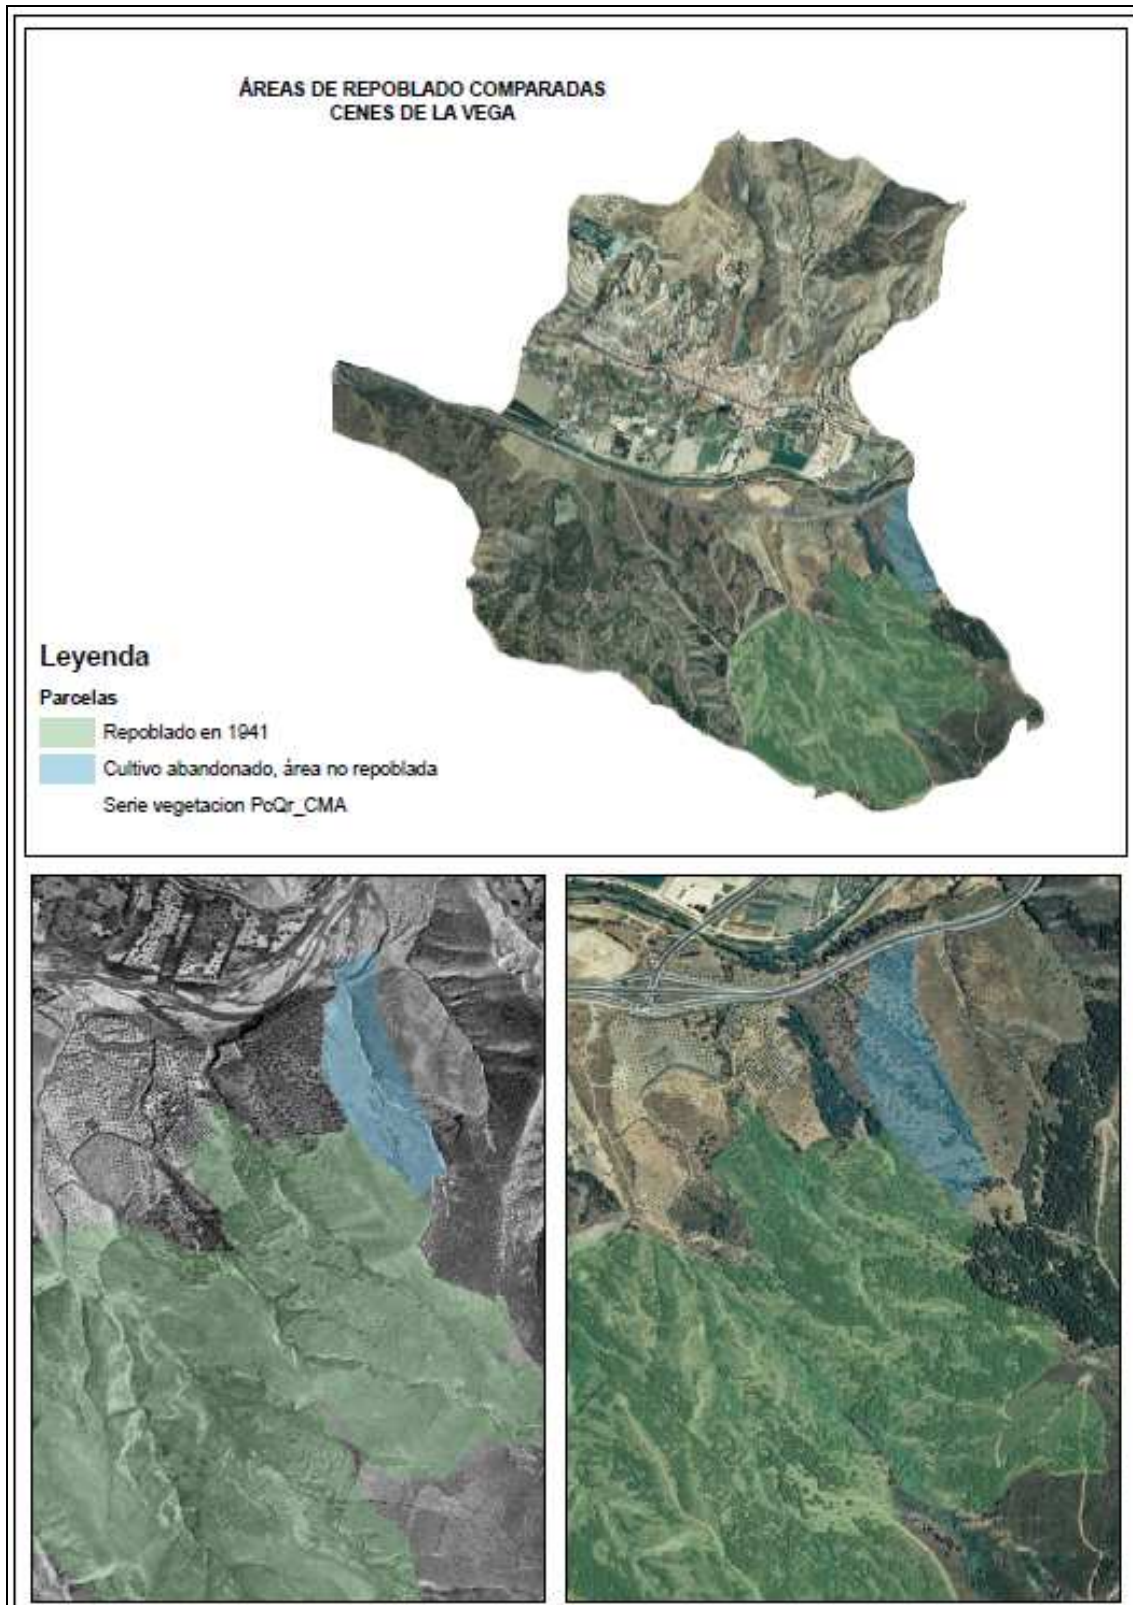 ÁREAS DE REPOBLADO COMPARADAS
CENES DE LA VEGA
Leyenda
Parcelas
Repoblado en 1941
Cultivo abandonado, área no repoblada
Serie vegetacion PcQr_CMA